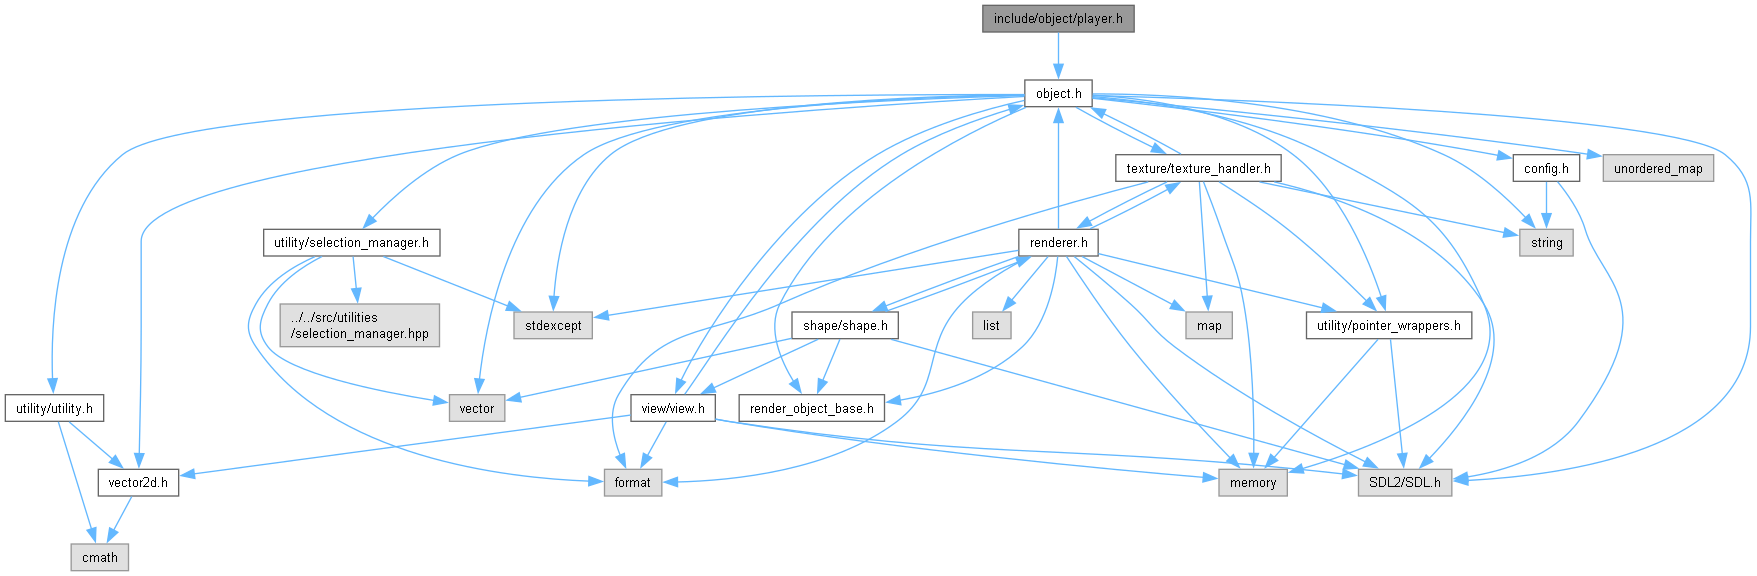 include/object/player.h
object.h
texture/texture_handler.h
config.h
unordered_map
utility/selection_manager.h
renderer.h
string
../../src/utilities
/selection_manager.hpp
stdexcept
shape/shape.h
list
map
utility/pointer_wrappers.h
utility/utility.h
vector
view/view.h
render_object_base.h
vector2d.h
format
memory
SDL2/SDL.h
cmath